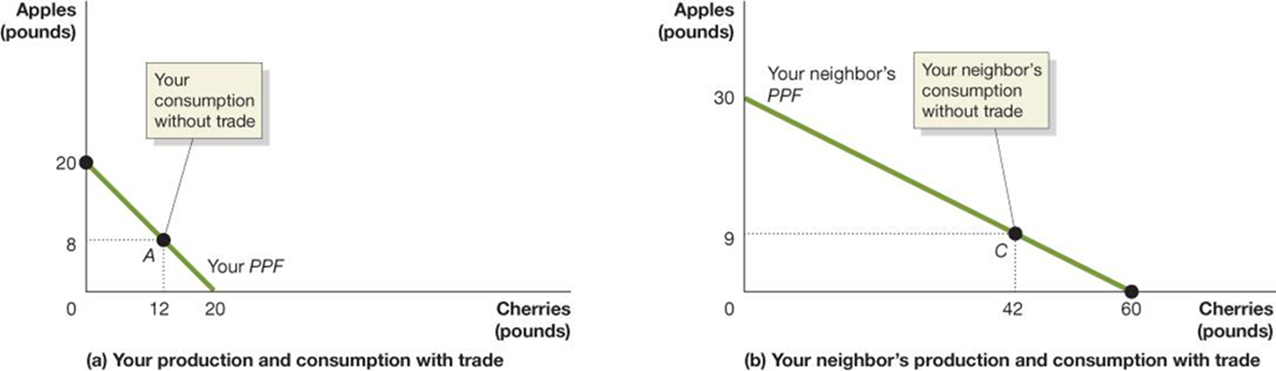 Apples
(pounds)
Your
consumption
without trade
20
8
A
Your PPF
0
12
20
Cherries
(pounds)
(a) Your production and consumption with trade
Apples
(pounds)
Your neighbor's
PPF
Your neighbor's
consumption
without trade
30
9
C
0
42
60
Cherries
(pounds)
(b) Your neighbor's production and consumption with trade